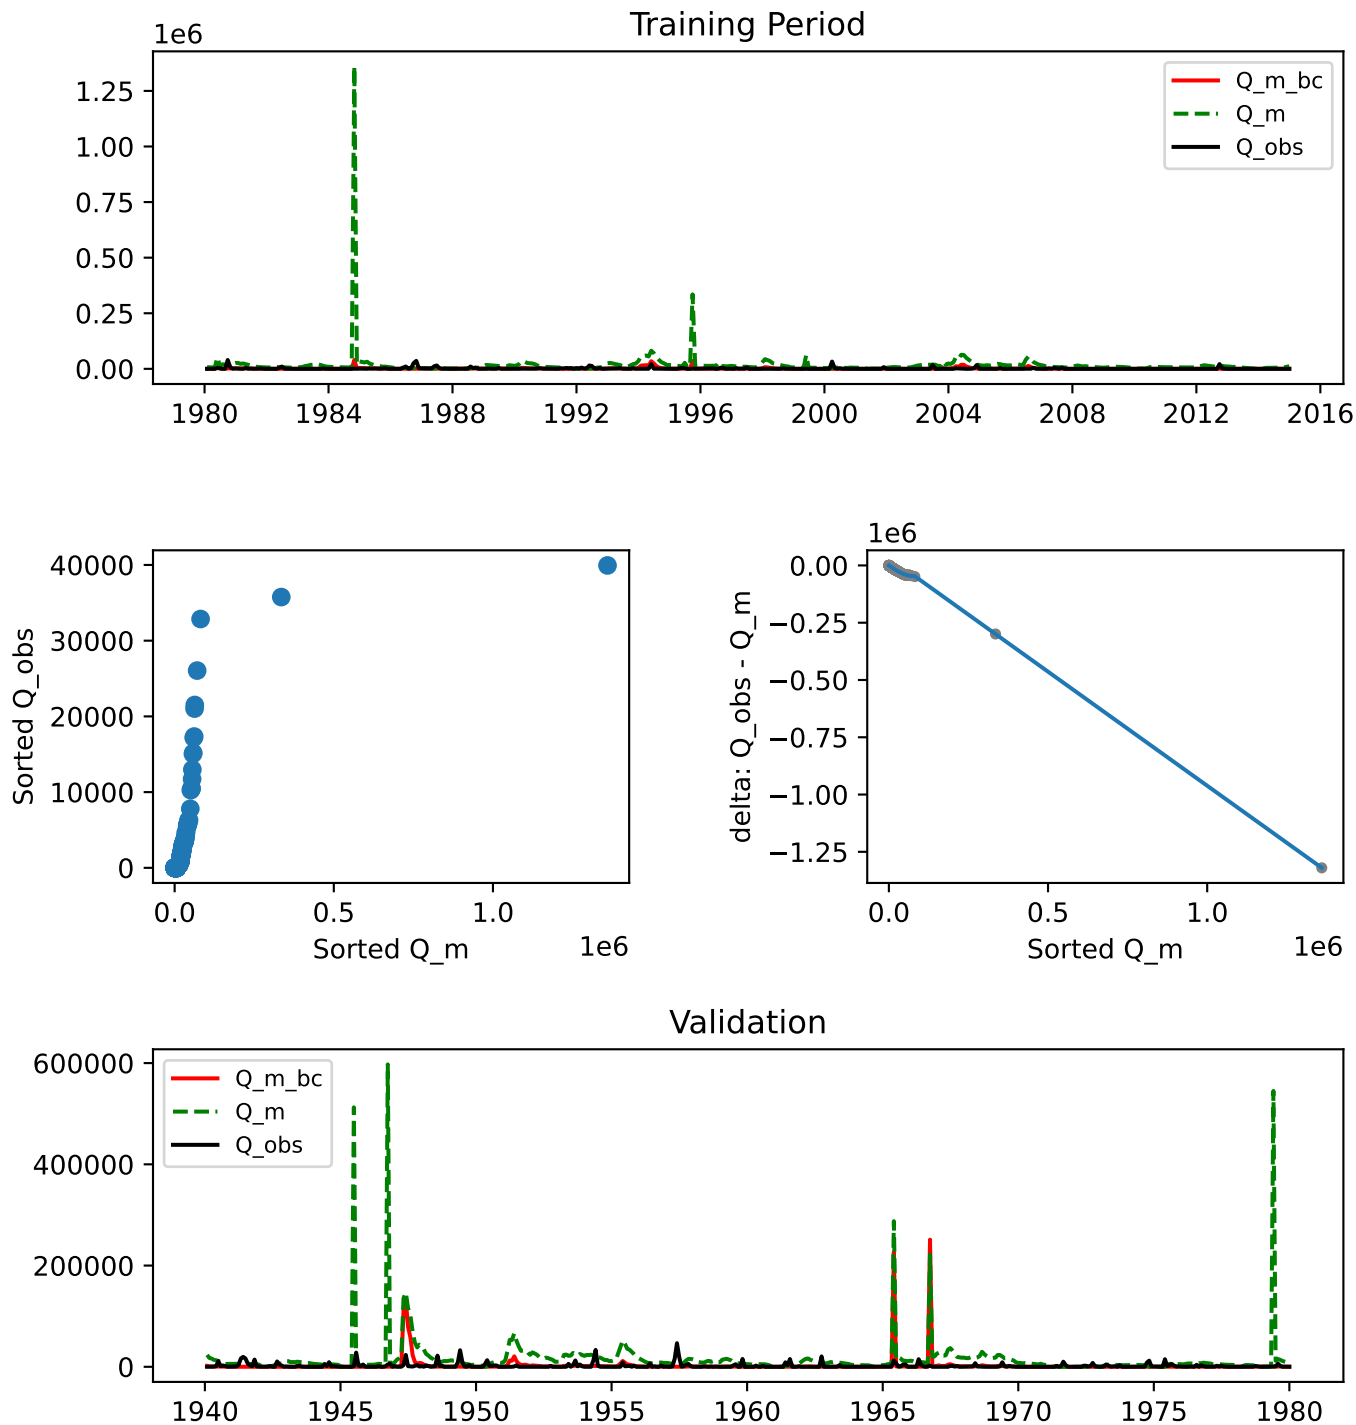 Training Period
1e6
1.25
1.00
0.75
0.50
0.25
0.00
Q_m_bc
Q_m
Q_obs
1980 1984 1988 1992 1996 2000 2004 2008 2012 2016
Sorted Q_obs
40000
30000
20000
10000
0
0.0 0.5 1.0
Sorted Q_m
1e6
1e6
delta: Q_obs - Q_m
0.00
−0.25
−0.50
−0.75
−1.00
−1.25
0.0 0.5 1.0
Sorted Q_m
1e6
Validation
600000
400000
200000
0
Q_m_bc
Q_m
Q_obs
1940 1945 1950 1955 1960 1965 1970 1975 1980